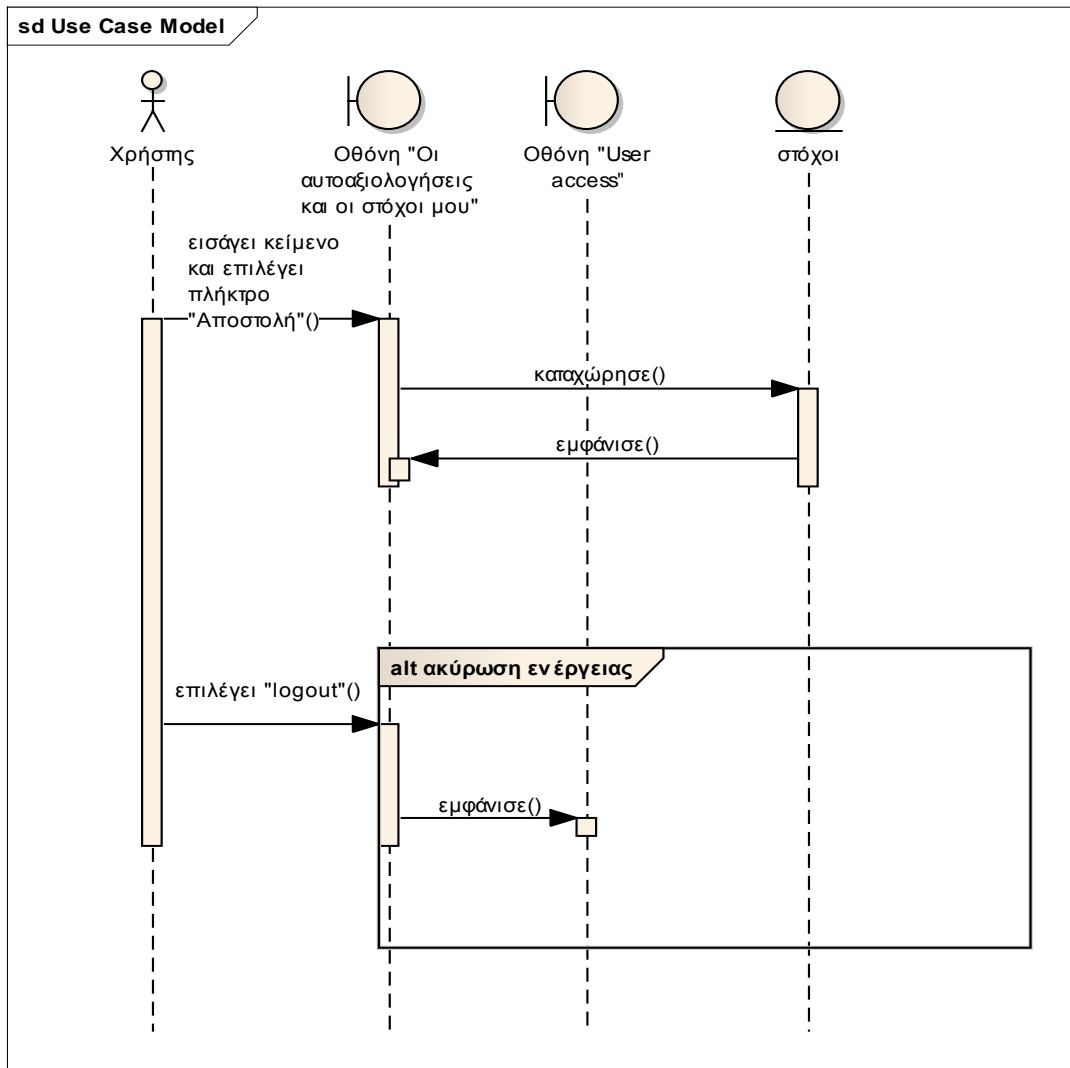 sd Use Case Model
Χρήστης
Οθόνη "Οι
αυτοαξιολογήσεις
και οι στόχοι μου"
Οθόνη "User
access"
στόχοι
εισάγει κείμενο
και επιλέγει
πλήκτρο
"Αποστολή"()
καταχώρησε()
εμφάνισε()
alt ακύρωση ενέργειας
επιλέγει "logout"()
εμφάνισε()